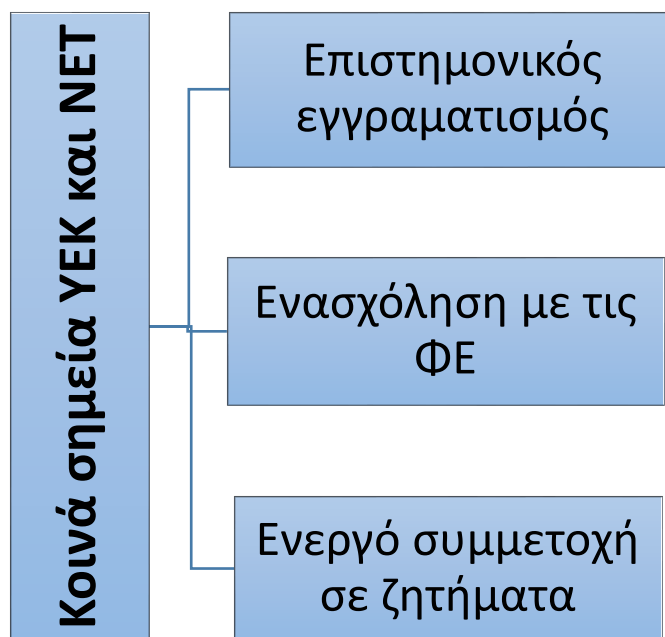 Κοινά σημεία ΥΕΚ και ΝΕΤ
Επιστημονικός
εγγραματισμός
Ενασχόληση με τις
ΦΕ
Ενεργό συμμετοχή
σε ζητήματα